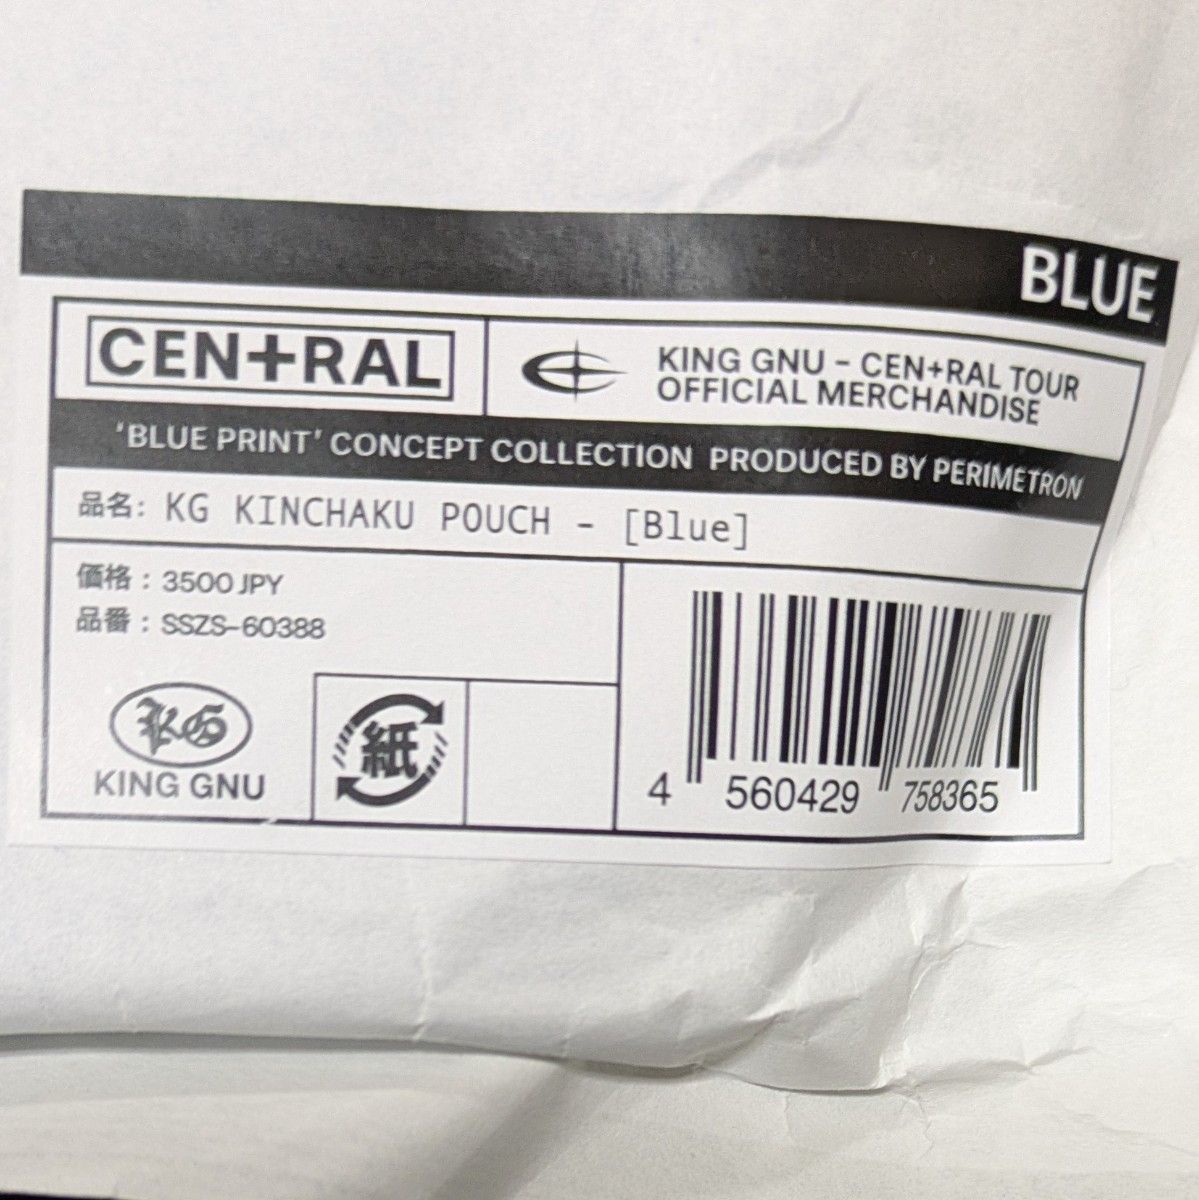 BLUE
CEN+RAL
KING GNU - CEN+RAL TOUR
OFFICIAL MERCHANDISE
'BLUE PRINT' CONCEPT COLLECTION PRODUCED BY PERIMETRON
品名: KG KINCHAKU POUCH - [Blue]
価格 : 3500 JPY
品番 : SSZS-60388
KG
KING GNU
紙
4 560429 758365